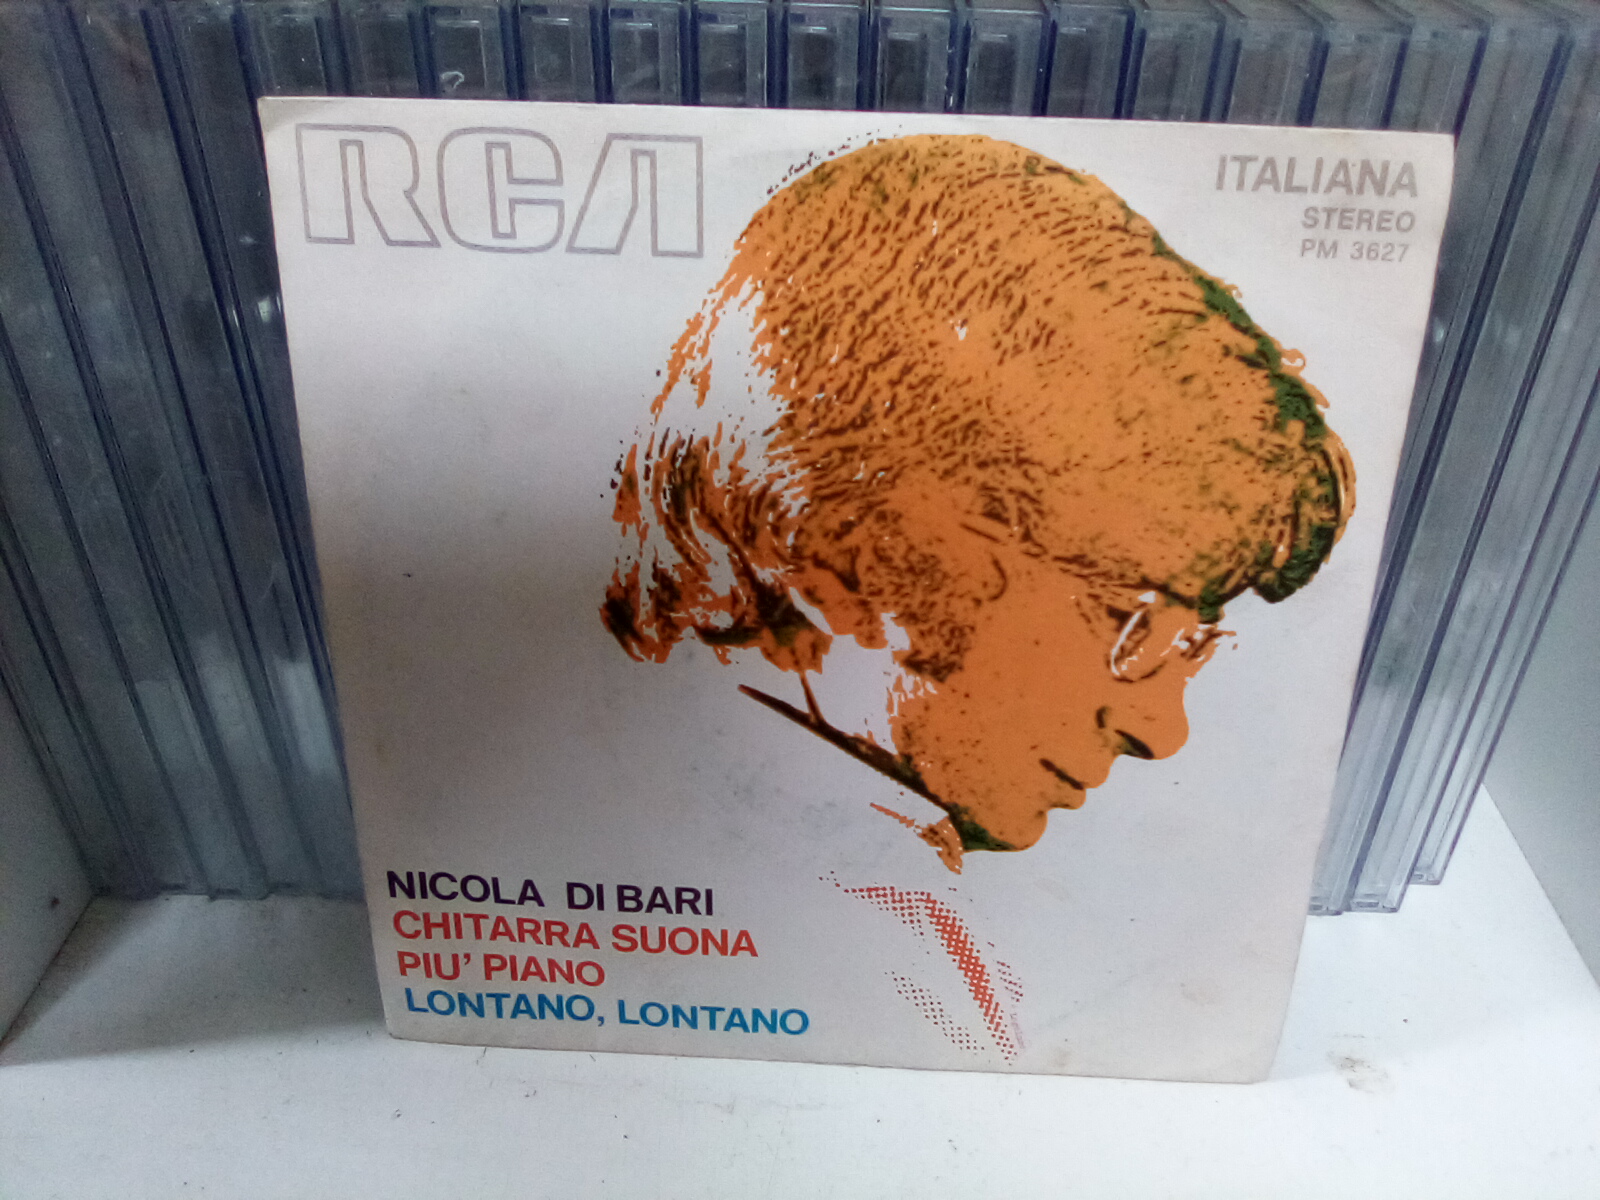 RCA
ITALIANA
STEREO
PM 3627
NICOLA DI BARI
CHITARRA SUONA
PIU' PIANO
LONTANO, LONTANO